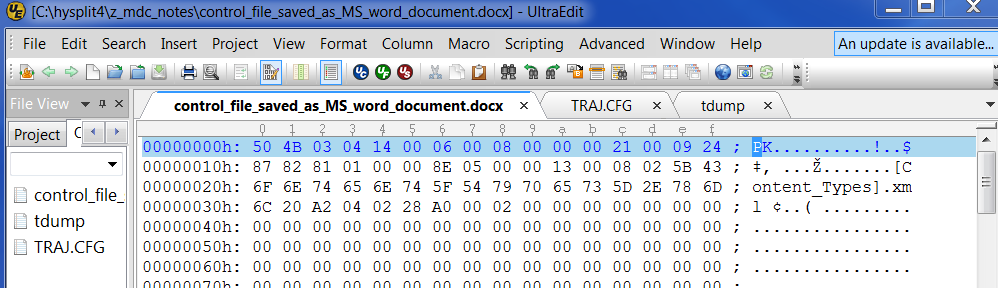 [C:\hysplit4\z_mdc_notes\control_file_saved_as_MS_word_document.docx] - UltraEdit
File Edit Search Insert Project View Format Column Macro Scripting Advanced Window Help An update is available...
File View
control_file_saved_as_MS_word_document.docx x TRAJ.CFG x tdump x
Project C
0 1 2 3 4 5 6 7 8 9 a b c d e f
00000000h: 50 4B 03 04 14 00 06 00 08 00 00 00 21 00 09 24 ; PK..........!..$
00000010h: 87 82 81 01 00 00 8E 05 00 00 13 00 08 02 5B 43 ; ‡‚ ...Ž.......[C
00000020h: 6F 6E 74 65 6E 74 5F 54 79 70 65 73 5D 2E 78 6D ; ontent_Types].xm
00000030h: 6C 20 A2 04 02 28 A0 00 02 00 00 00 00 00 00 00 ; l ¢..( .........
00000040h: 00 00 00 00 00 00 00 00 00 00 00 00 00 00 00 00 ; ................
00000050h: 00 00 00 00 00 00 00 00 00 00 00 00 00 00 00 00 ; ................
00000060h: 00 00 00 00 00 00 00 00 00 00 00 00 00 00 00 00 ; ................
control_file_
tdump
TRAJ.CFG